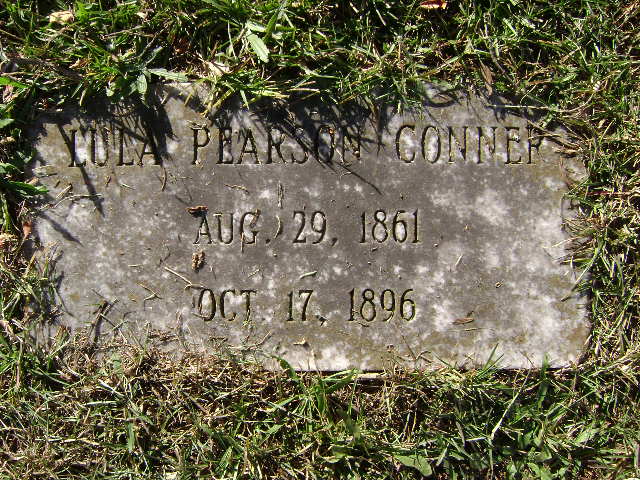 LULA PEARSON CONNER
AUG. 29, 1861
OCT 17, 1896